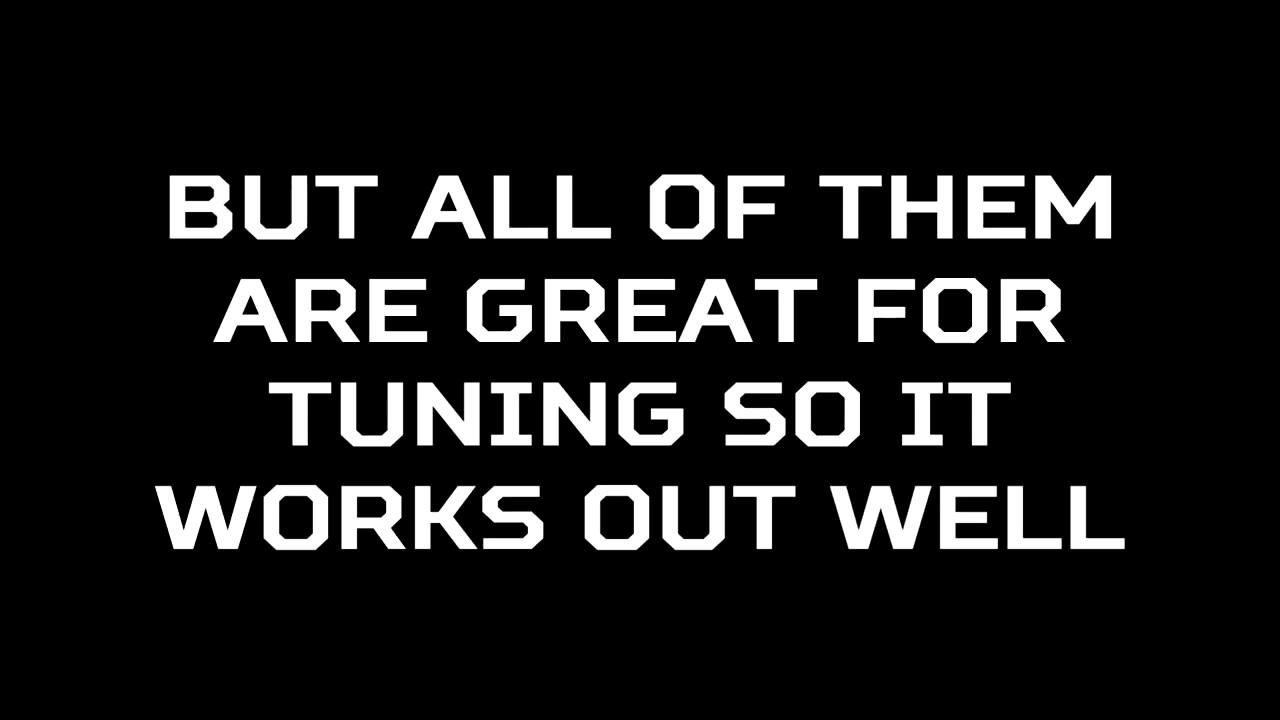 BUT ALL OF THEM
ARE GREAT FOR
TUNING SO IT
WORKS OUT WELL